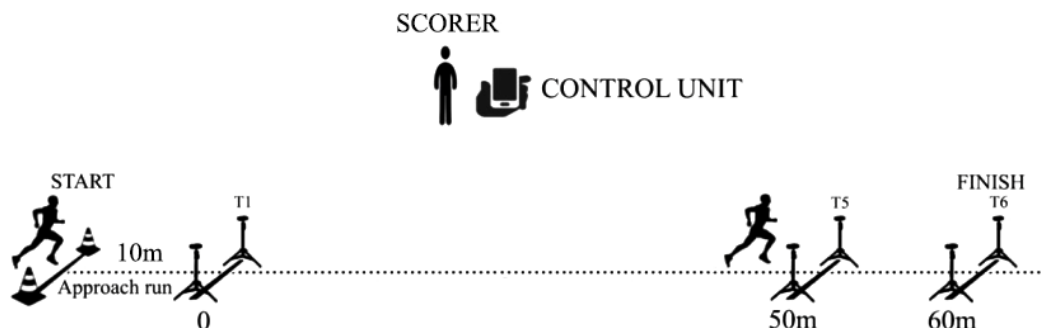 SCORER
CONTROL UNIT
START
T1
10m
Approach run
0
T5
50m
FINISH
T6
60m